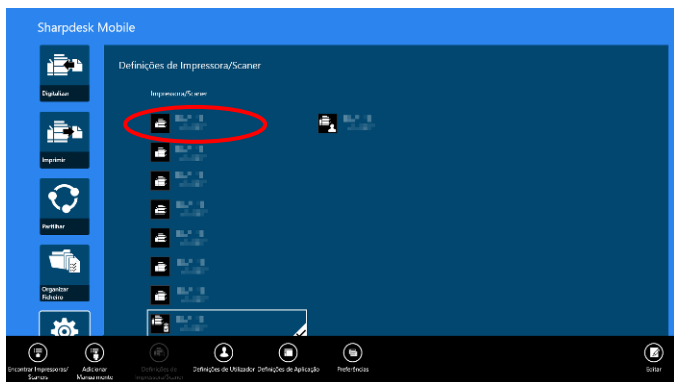 Sharpdesk Mobile
Definições de Impressora/Scaner
Impressora/Scaner
Digitalizar
Imprimir
Partilhar
Organizar
Ficheiro
Encontrar Impressoras/
Scaners
Adicionar
Manualmente
Definições de
Impressora/Scaner
Definições de Utilizador
Definições de Aplicação
Preferências
Editar